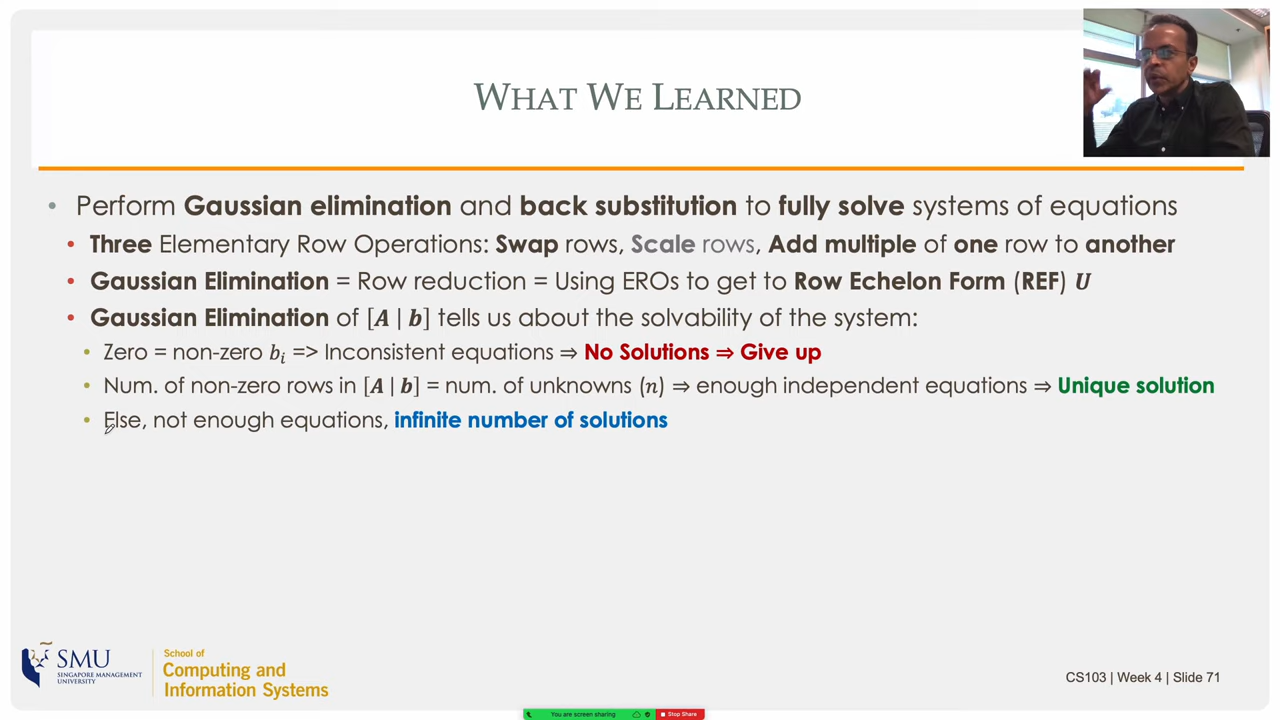 WHAT WE LEARNED
• Perform Gaussian elimination and back substitution to fully solve systems of equations
• Three Elementary Row Operations: Swap rows, Scale rows, Add multiple of one row to another
• Gaussian Elimination = Row reduction = Using EROs to get to Row Echelon Form (REF) U
• Gaussian Elimination of [A | b] tells us about the solvability of the system:
• Zero = non-zero bᵢ => Inconsistent equations ⇒ No Solutions ⇒ Give up
• Num. of non-zero rows in [A | b] = num. of unknowns (n) ⇒ enough independent equations ⇒ Unique solution
• Else, not enough equations, infinite number of solutions
SMU
SINGAPORE MANAGEMENT
UNIVERSITY
School of
Computing and
Information Systems
CS103 | Week 4 | Slide 71
You are screen sharing
Stop Share